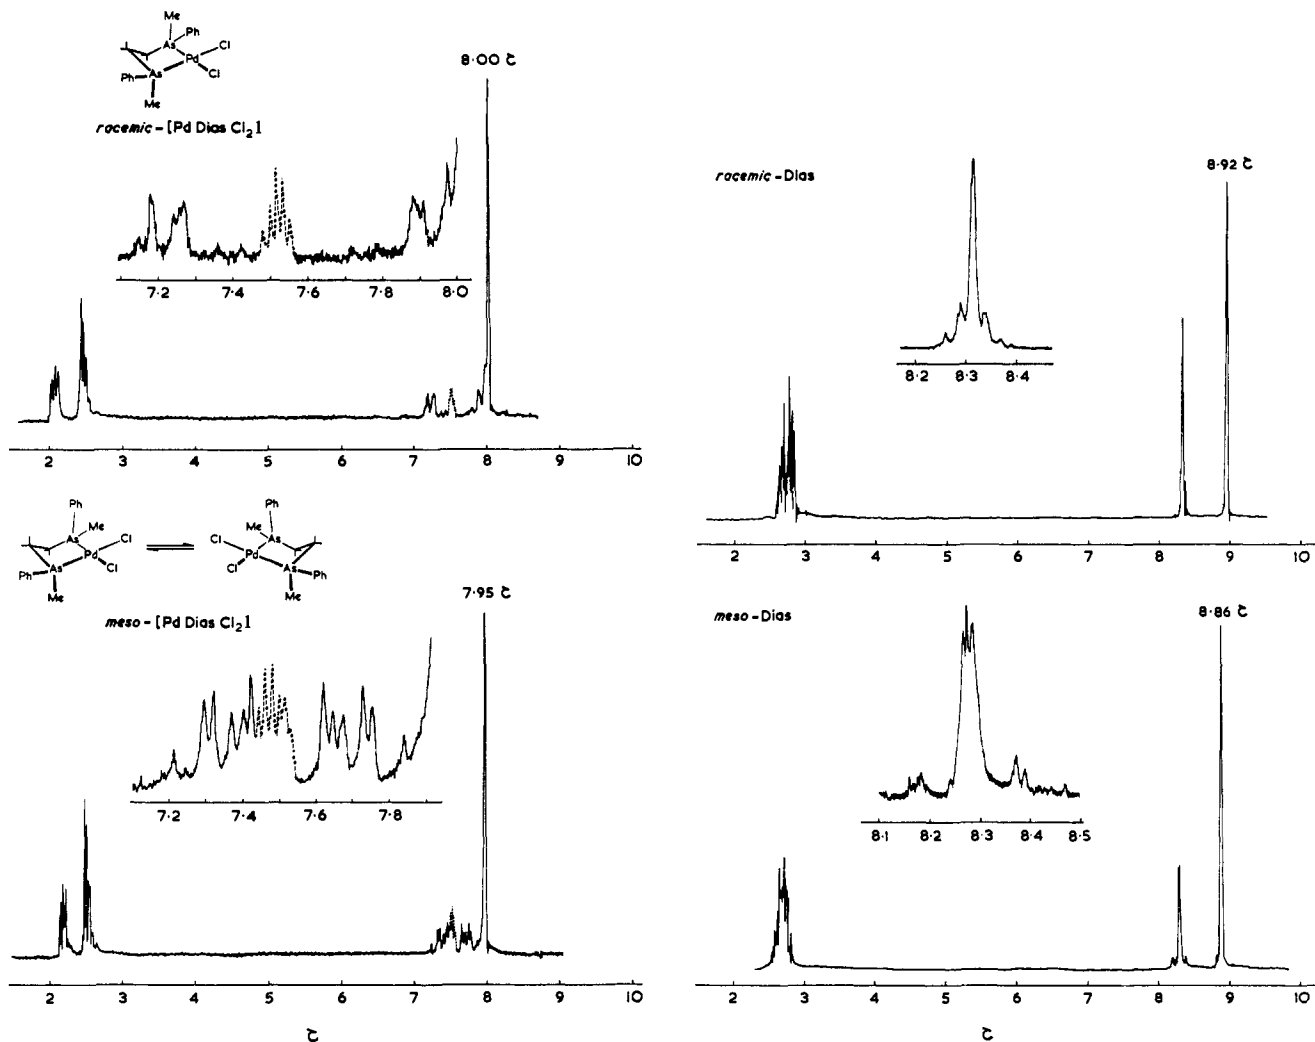 Me
Ph
As
Pd
Cl
Cl
Ph
As
Me
racemic - [Pd Dias Cl₂]
8·00 τ
7·2 7·4 7·6 7·8 8·0
2 3 4 5 6 7 8 9 10
Ph
Me
As
Pd
Cl
Cl
Ph
As
Me
Ph
Me
As
Cl
Pd
Cl
As
Ph
Me
meso - [Pd Dias Cl₂]
7·95 τ
7·2 7·4 7·6 7·8
2 3 4 5 6 7 8 9 10
τ
racemic-Dias
8·92 τ
8·2 8·3 8·4
2 3 4 5 6 7 8 9 10
meso-Dias
8·86 τ
8·1 8·2 8·3 8·4 8·5
2 3 4 5 6 7 8 9 10
τ